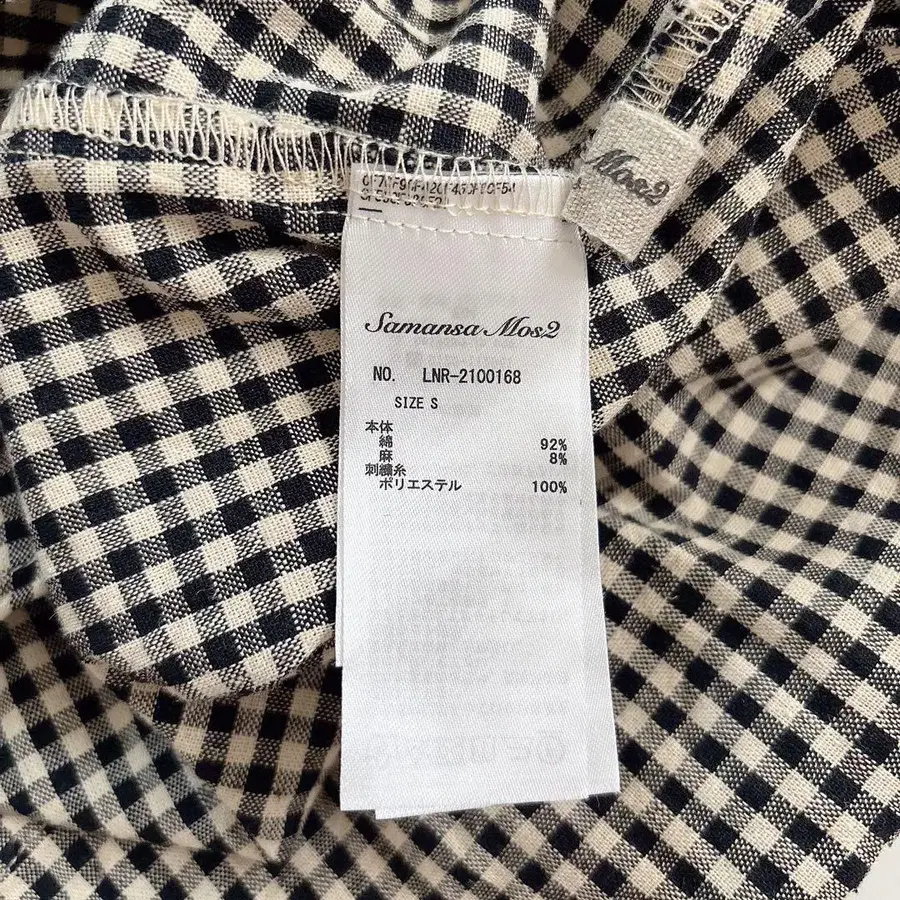 Mos2
Samansa Mos2
NO. LNR-2100168
SIZE S
本体
綿 92%
麻 8%
刺繍糸
ポリエステル 100%